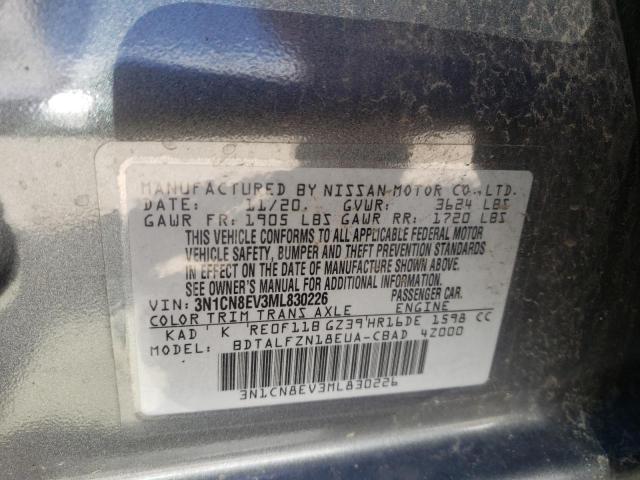 MANUFACTURED BY NISSAN MOTOR CO., LTD.
DATE: 11/20. GVWR: 3624 LBS
GAWR FR: 1905 LBS GAWR RR: 1720 LBS
THIS VEHICLE CONFORMS TO ALL APPLICABLE FEDERAL MOTOR
VEHICLE SAFETY, BUMPER AND THEFT PREVENTION STANDARDS
IN EFFECT ON THE DATE OF MANUFACTURE SHOWN ABOVE.
SEE OWNER'S MANUAL FOR ADDITIONAL INFORMATION.
VIN: 3N1CN8EV3ML830226 PASSENGER CAR.
COLOR TRIM TRANS AXLE ENGINE
KAD ' K 'RE0F11B GZ39'HR16DE 1598 CC
MODEL: BDTALFZN18EUA-CBAD 4Z000
3N1CN8EV3ML830226